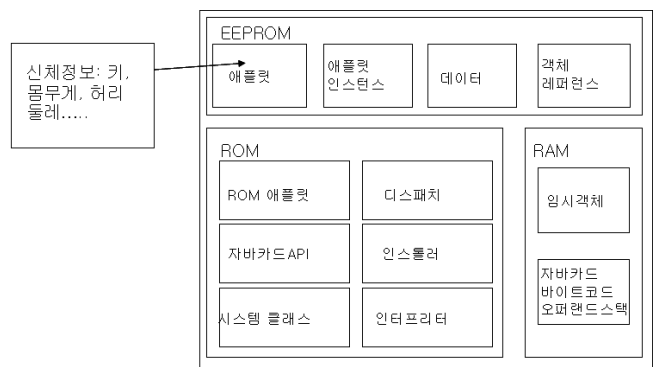 EEPROM
신체정보: 키,
몸무게, 허리
둘레.....
애플릿
애플릿
인스턴스
데이터
객체
레퍼런스
ROM
RAM
ROM 애플릿
디스패치
임시객체
자바카드API
인스톨러
자바카드
바이트코드
오퍼랜드스택
시스템 클래스
인터프리터